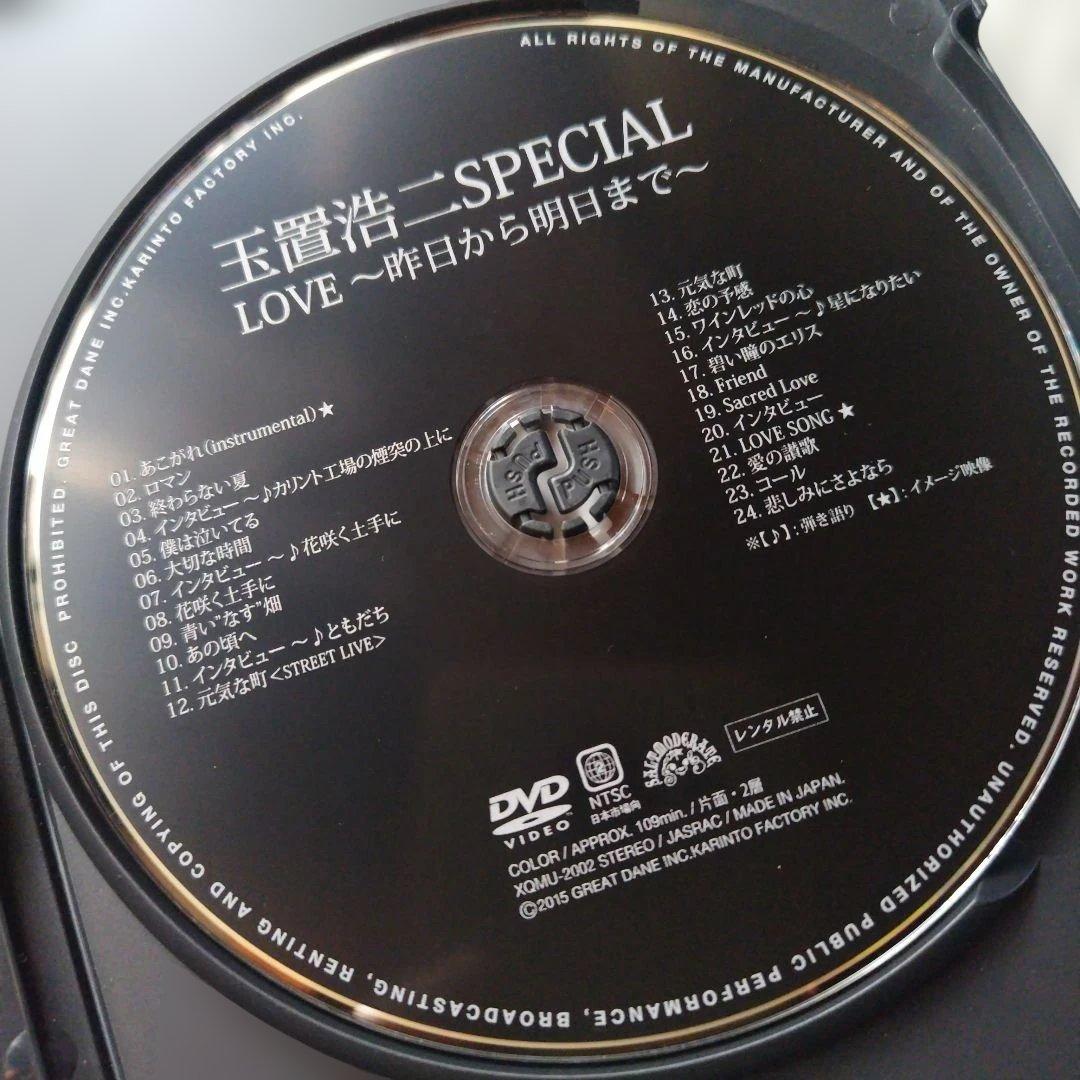 玉置浩二SPECIAL
LOVE ～昨日から明日まで～
01. あこがれ(instrumental)★
02. ロマン
03. 終わらない夏
04. インタビュー ～♪カリント工場の煙突の上に
05. 僕は泣いてる
06. 大切な時間
07. インタビュー ～♪花咲く土手に
08. 花咲く土手に
09. 青い"なす"畑
10. あの頃へ
11. インタビュー ～♪ともだち
12. 元気な町<STREET LIVE>
13. 元気な町
14. 恋の予感
15. ワインレッドの心
16. インタビュー ～♪星になりたい
17. 碧い瞳のエリス
18. Friend
19. Sacred Love
20. インタビュー
21. LOVE SONG★
22. 愛の讃歌
23. コール
24. 悲しみにさよなら
※【♪】: 弾き語り 【★】: イメージ映像
PUSH
PUSH
DVD
VIDEO
2
NTSC
日本市場向
SALTMODERATE
レンタル禁止
COLOR / APPROX. 109min. / 片面・2層
XQMU-2002 STEREO / JASRAC / MADE IN JAPAN.
©2015 GREAT DANE INC.KARINTO FACTORY INC.
ALL RIGHTS OF THE MANUFACTURER AND OF THE OWNER OF THE RECORDED WORK RESERVED. UNAUTHORIZED PUBLIC PERFORMANCE, BROADCASTING, RENTING AND COPYING OF THIS DISC PROHIBITED. GREAT DANE INC.KARINTO FACTORY INC.